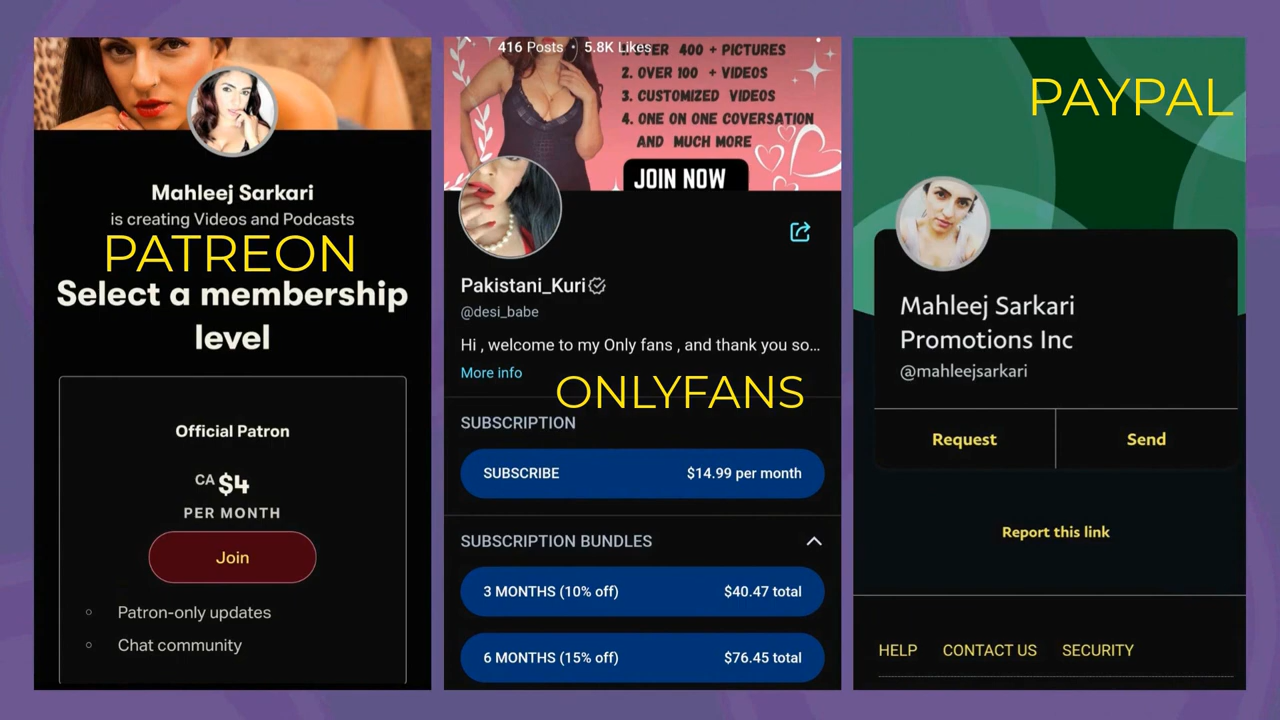 Mahleej Sarkari
is creating Videos and Podcasts
PATREON
Select a membership
level
Official Patron
CA $4
PER MONTH
Join
Patron-only updates
Chat community
416 Posts • 5.8K Likes
1. OVER 400 + PICTURES
2. OVER 100 + VIDEOS
3. CUSTOMIZED VIDEOS
4. ONE ON ONE COVERSATION
AND MUCH MORE
JOIN NOW
Pakistani_Kuri
@desi_babe
Hi , welcome to my Only fans , and thank you so...
More info
ONLYFANS
SUBSCRIPTION
SUBSCRIBE $14.99 per month
SUBSCRIPTION BUNDLES
3 MONTHS (10% off) $40.47 total
6 MONTHS (15% off) $76.45 total
PAYPAL
Mahleej Sarkari
Promotions Inc
@mahleejsarkari
Request Send
Report this link
HELP CONTACT US SECURITY